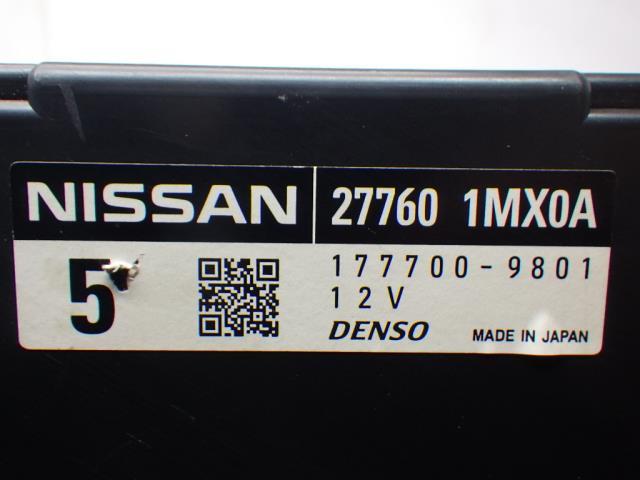 NISSAN 27760 1MX0A
5 177700-9801
12V
DENSO MADE IN JAPAN